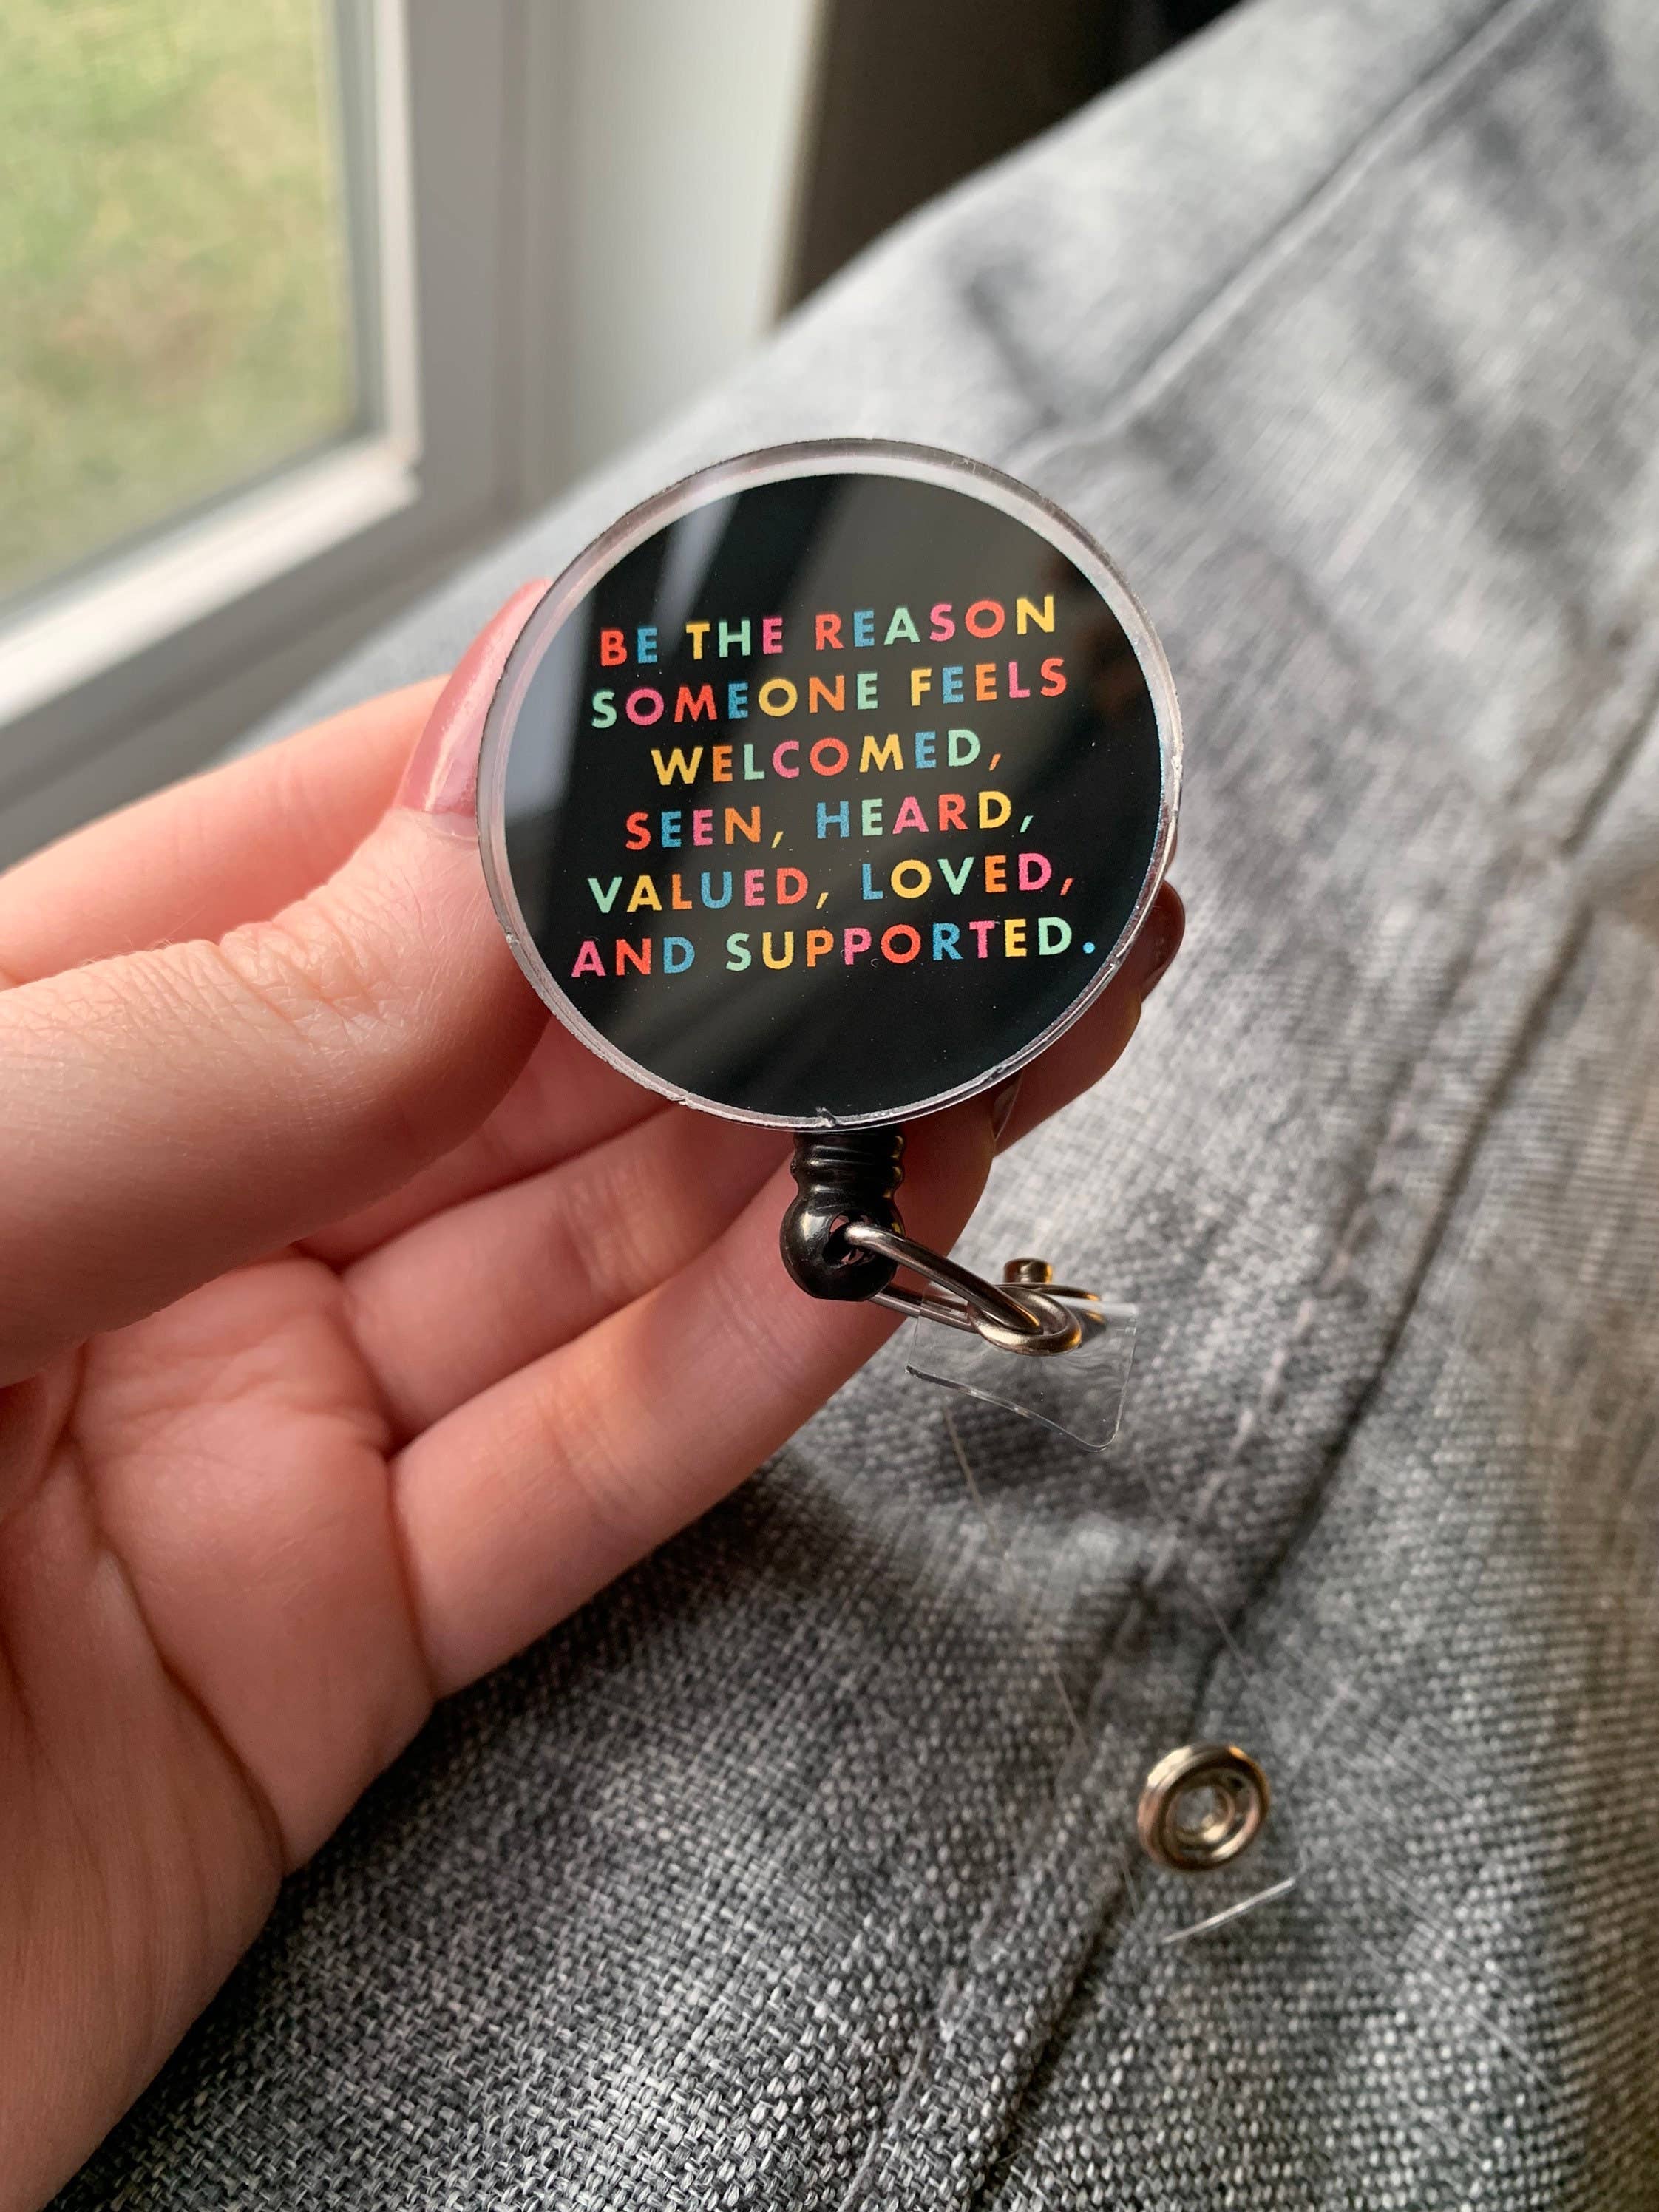 BE THE REASON
SOMEONE FEELS
WELCOMED,
SEEN, HEARD,
VALUED, LOVED,
AND SUPPORTED.